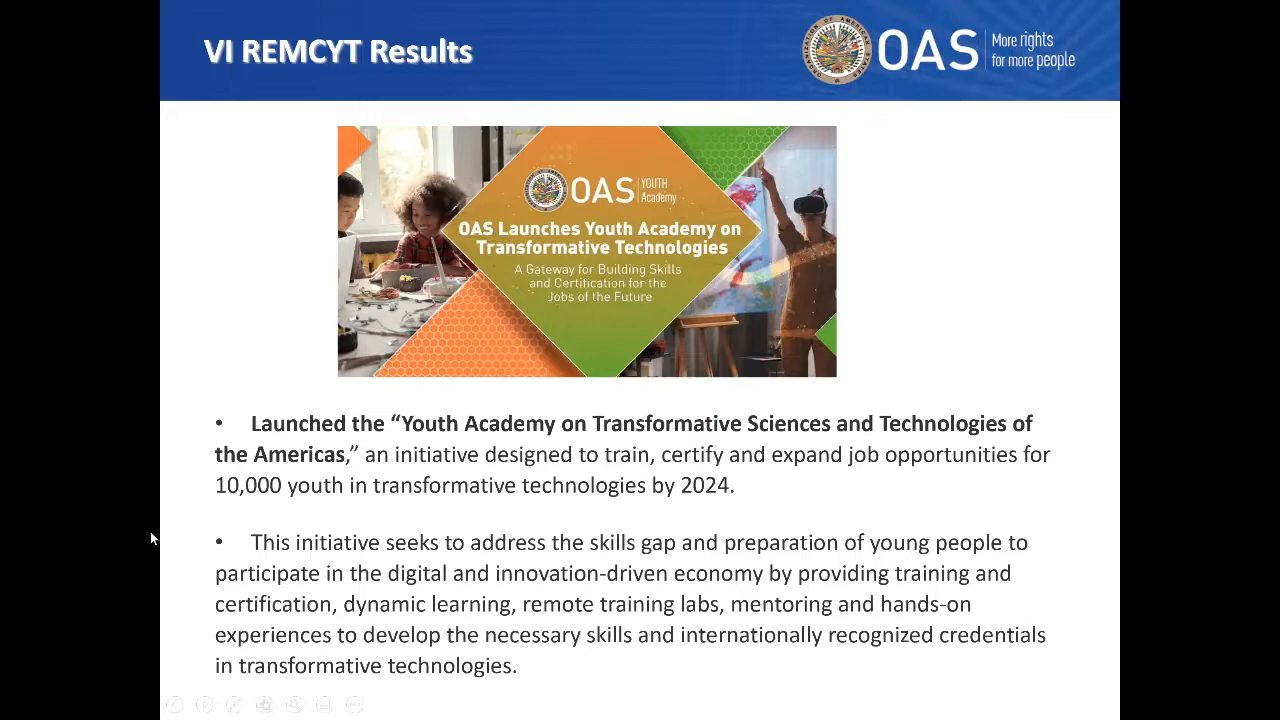 VI REMCYT Results
OAS
More rights
for more people
OAS
YOUTH
Academy
OAS Launches Youth Academy on
Transformative Technologies
A Gateway for Building Skills
and Certification for the
Jobs of the Future
• Launched the “Youth Academy on Transformative Sciences and Technologies of
the Americas,” an initiative designed to train, certify and expand job opportunities for
10,000 youth in transformative technologies by 2024.
• This initiative seeks to address the skills gap and preparation of young people to
participate in the digital and innovation-driven economy by providing training and
certification, dynamic learning, remote training labs, mentoring and hands-on
experiences to develop the necessary skills and internationally recognized credentials
in transformative technologies.